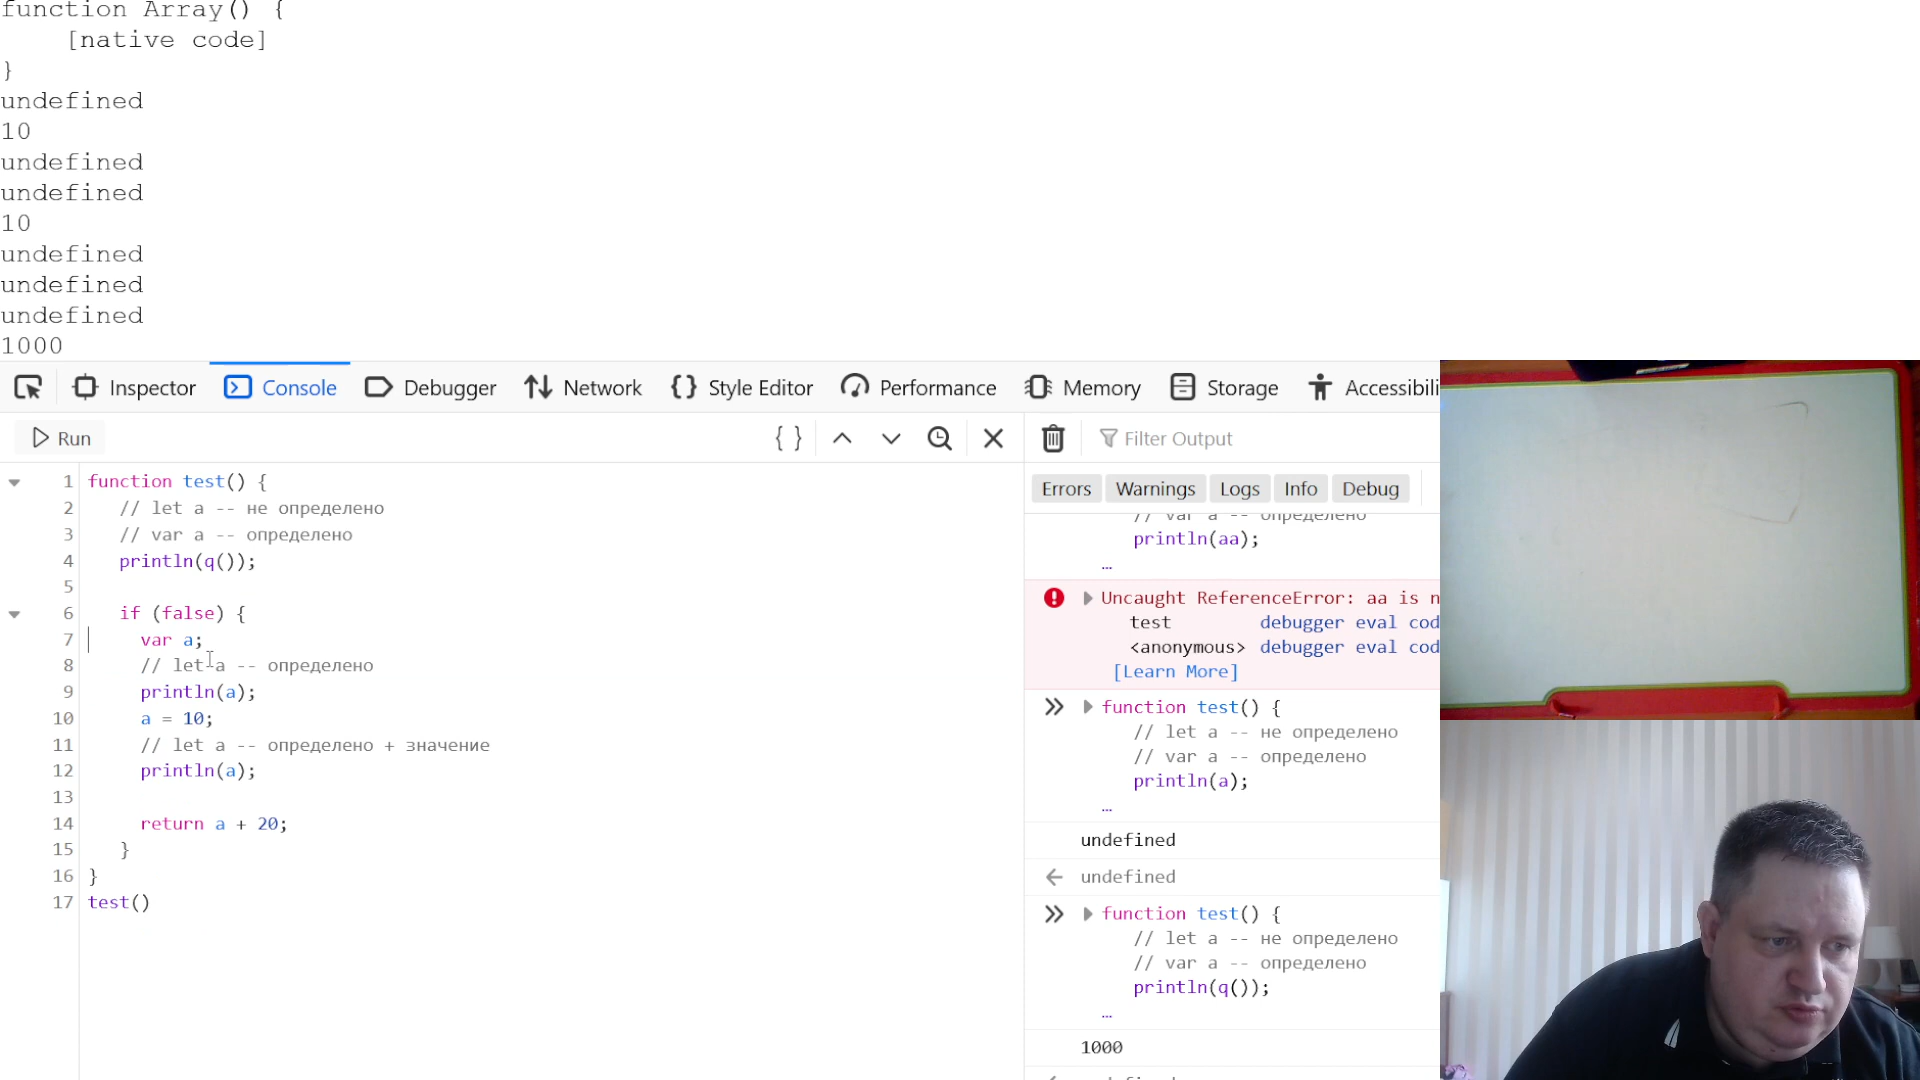 function Array() {
[native code]
}
undefined
10
undefined
undefined
10
undefined
undefined
undefined
1000
Inspector Console Debugger Network Style Editor Performance Memory Storage Accessibili
Run { }
Filter Output
1 function test() {
2 // let a -- не определено
3 // var a -- определено
4 println(q());
5
6 if (false) {
7 var a;
8 // let a -- определено
9 println(a);
10 a = 10;
11 // let a -- определено + значение
12 println(a);
13
14 return a + 20;
15 }
16 }
17 test()
Errors Warnings Logs Info Debug
// var a -- определено
println(aa);
…
Uncaught ReferenceError: aa is n
test debugger eval cod
<anonymous> debugger eval cod
[Learn More]
function test() {
// let a -- не определено
// var a -- определено
println(a);
…
undefined
undefined
function test() {
// let a -- не определено
// var a -- определено
println(q());
…
1000